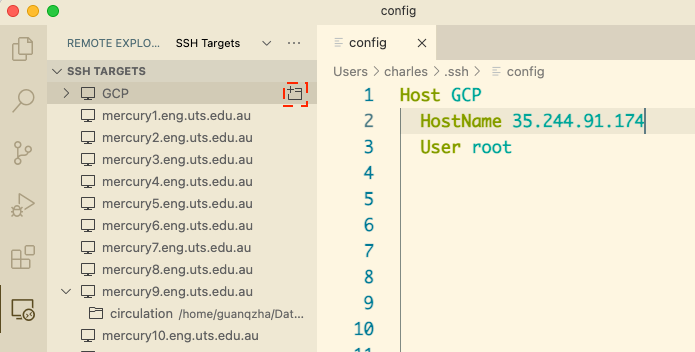 config
REMOTE EXPLO... SSH Targets
config
Users > charles > .ssh > config
SSH TARGETS
GCP
mercury1.eng.uts.edu.au
mercury2.eng.uts.edu.au
mercury3.eng.uts.edu.au
mercury4.eng.uts.edu.au
mercury5.eng.uts.edu.au
mercury6.eng.uts.edu.au
mercury7.eng.uts.edu.au
mercury8.eng.uts.edu.au
mercury9.eng.uts.edu.au
circulation /home/guanqzha/Dat...
mercury10.eng.uts.edu.au
1 Host GCP
2 HostName 35.244.91.174
3 User root
4
5
6
7
8
9
10
11